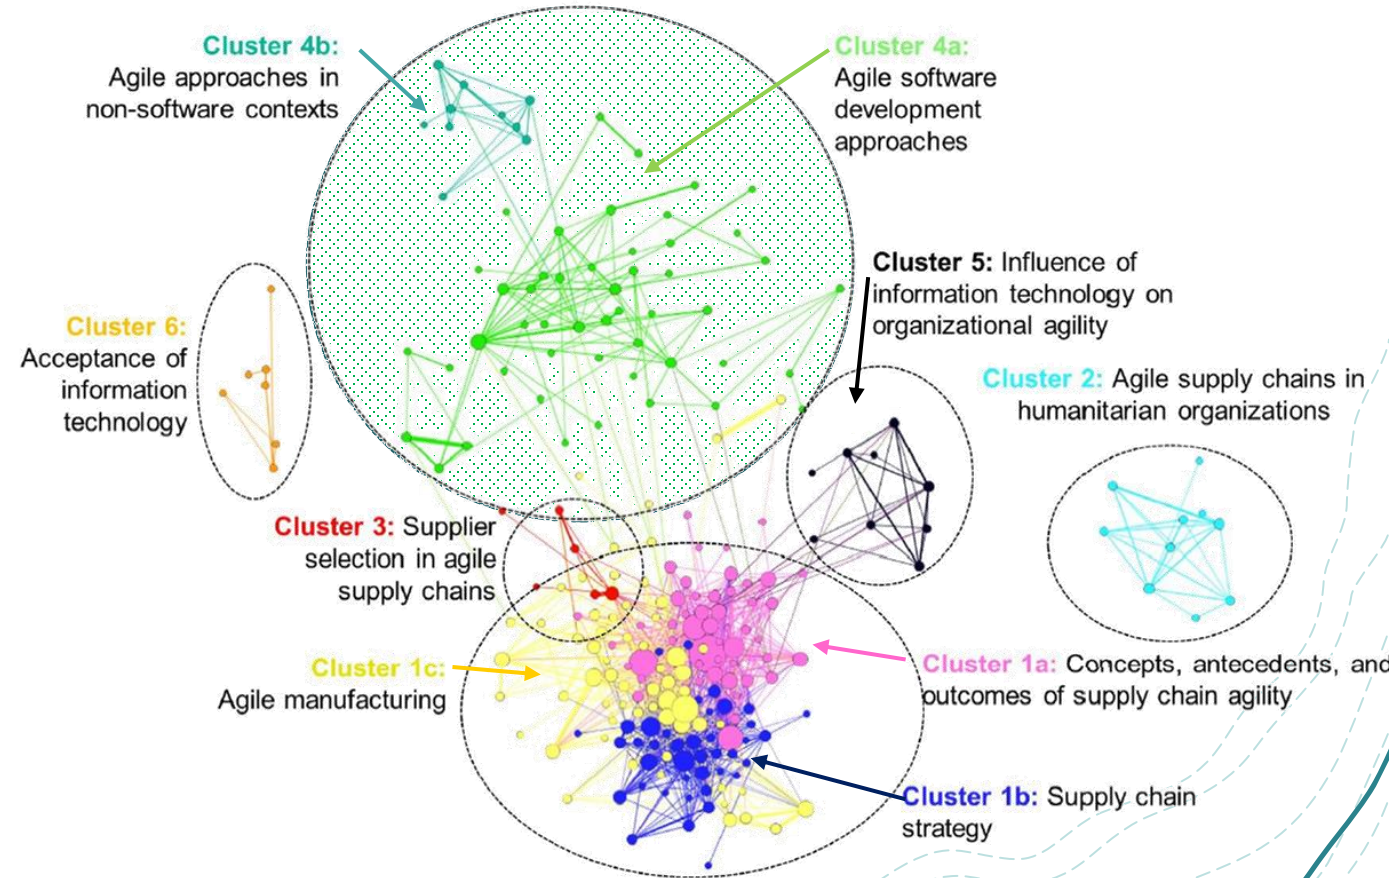 Cluster 4b:
Agile approaches in
non-software contexts
Cluster 4a:
Agile software
development
approaches
Cluster 5: Influence of
information technology on
organizational agility
Cluster 6:
Acceptance of
information
technology
Cluster 2: Agile supply chains in
humanitarian organizations
Cluster 3: Supplier
selection in agile
supply chains
Cluster 1c:
Agile manufacturing
Cluster 1a: Concepts, antecedents, and
outcomes of supply chain agility
Cluster 1b: Supply chain
strategy